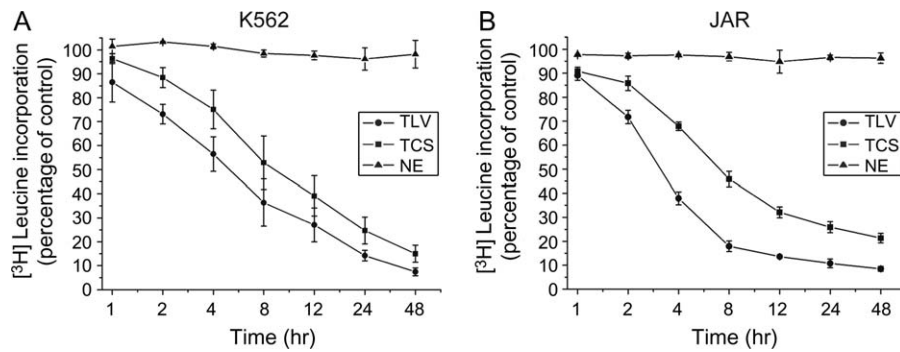 A
K562
[³H] Leucine incorporation
(percentage of control)
100
90
80
70
60
50
40
30
20
10
0
TLV
TCS
NE
1 2 4 8 12 24 48
Time (hr)
B
JAR
[³H] Leucine incorporation
(percentage of control)
100
90
80
70
60
50
40
30
20
10
0
TLV
TCS
NE
1 2 4 8 12 24 48
Time (hr)